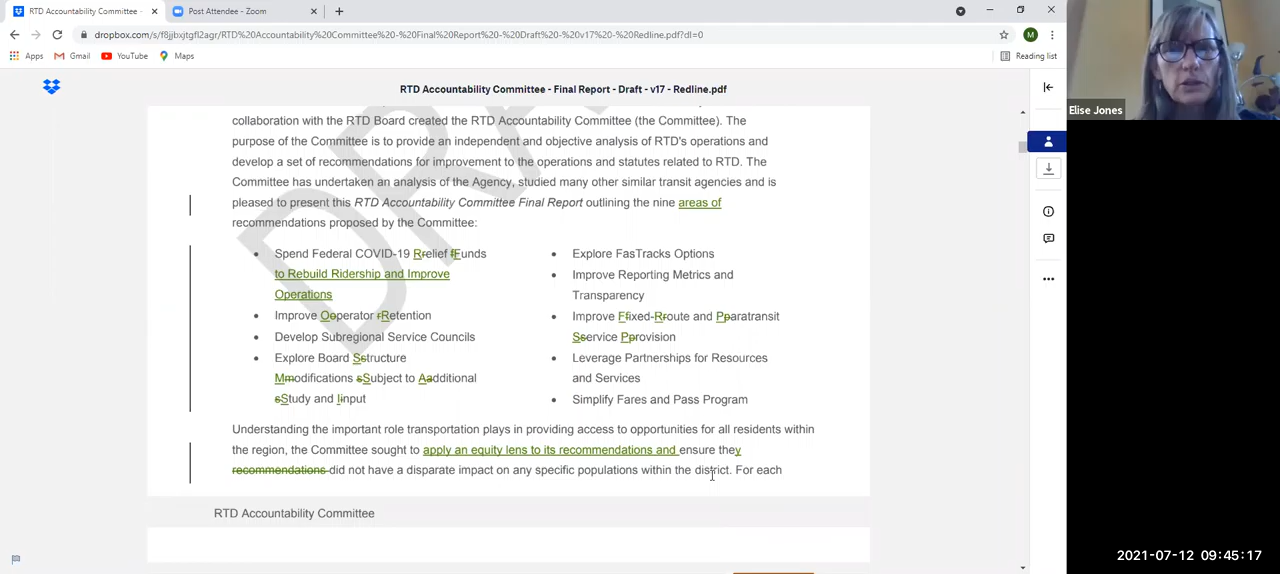 RTD Accountability Committee -
Post Attendee - Zoom
dropbox.com/s/f8jjbxjtgfl2agr/RTD%20Accountability%20Committee%20-%20Final%20Report%20-%20Draft%20-%20v17%20-%20Redline.pdf?dl=0
M
Apps
Gmail
YouTube
Maps
Reading list
RTD Accountability Committee - Final Report - Draft - v17 - Redline.pdf
Elise Jones
DRA
collaboration with the RTD Board created the RTD Accountability Committee (the Committee). The
purpose of the Committee is to provide an independent and objective analysis of RTD's operations and
develop a set of recommendations for improvement to the operations and statutes related to RTD. The
Committee has undertaken an analysis of the Agency, studied many other similar transit agencies and is
pleased to present this RTD Accountability Committee Final Report outlining the nine areas of
recommendations proposed by the Committee:
• Spend Federal COVID-19 Rrelief fFunds
to Rebuild Ridership and Improve
Operations
• Improve Ooperator rRetention
• Develop Subregional Service Councils
• Explore Board Sstructure
Mmodifications sSubject to Aadditional
sStudy and Iinput
• Explore FasTracks Options
• Improve Reporting Metrics and
Transparency
• Improve Ffixed-Rroute and Pparatransit
Sservice Pprovision
• Leverage Partnerships for Resources
and Services
• Simplify Fares and Pass Program
Understanding the important role transportation plays in providing access to opportunities for all residents within
the region, the Committee sought to apply an equity lens to its recommendations and ensure they
recommendations did not have a disparate impact on any specific populations within the district. For each
RTD Accountability Committee
2021-07-12 09:45:17